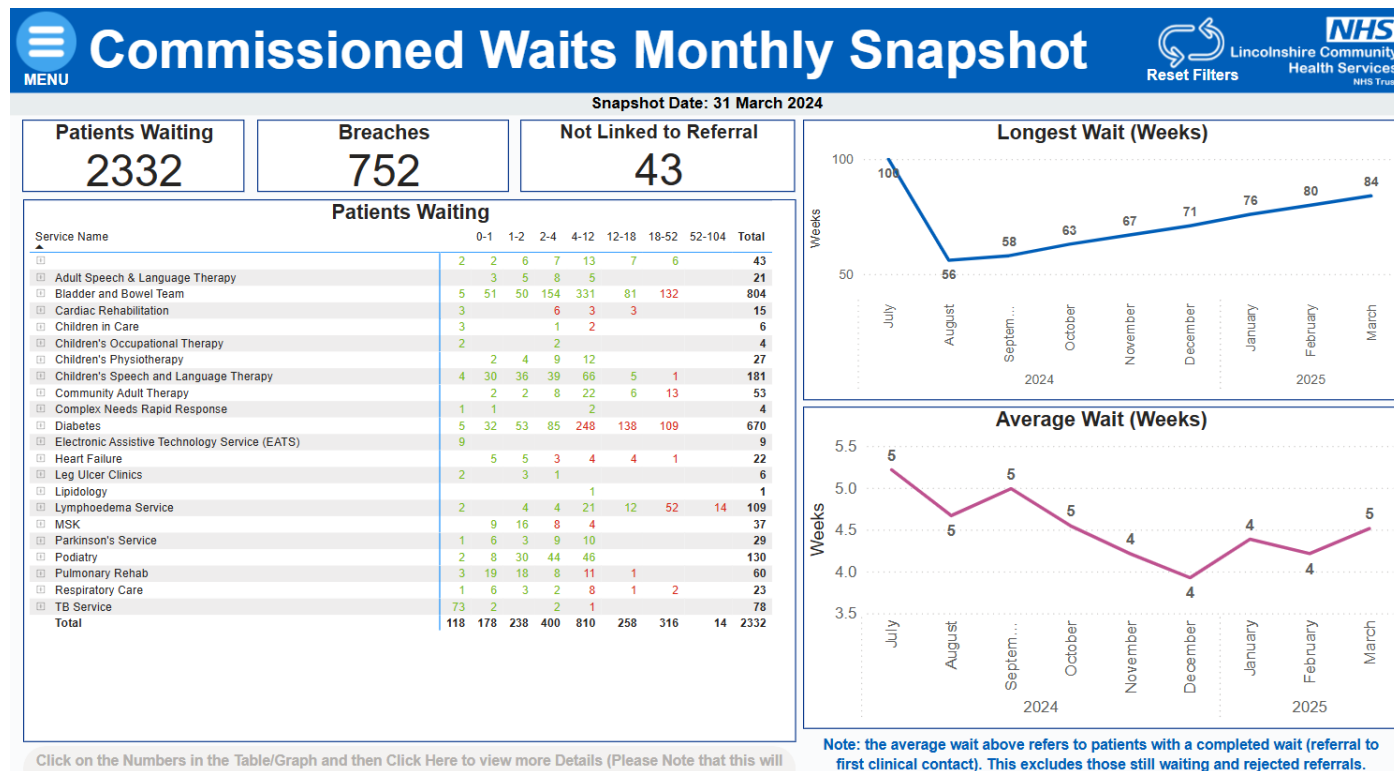 MENU
Commissioned Waits Monthly Snapshot
Reset Filters
NHS
Lincolnshire Community
Health Services
NHS Trust
Snapshot Date: 31 March 2024
Patients Waiting
2332
Breaches
752
Not Linked to Referral
43
Patients Waiting
Service Name 0-1 1-2 2-4 4-12 12-18 18-52 52-104 Total
2 2 6 7 13 7 6 43
Adult Speech & Language Therapy 3 5 8 5 21
Bladder and Bowel Team 5 51 50 154 331 81 132 804
Cardiac Rehabilitation 3 6 3 3 15
Children in Care 3 1 2 6
Children's Occupational Therapy 2 2 4
Children's Physiotherapy 2 4 9 12 27
Children's Speech and Language Therapy 4 30 36 39 66 5 1 181
Community Adult Therapy 2 2 8 22 6 13 53
Complex Needs Rapid Response 1 1 2 4
Diabetes 5 32 53 85 248 138 109 670
Electronic Assistive Technology Service (EATS) 9 9
Heart Failure 5 5 3 4 4 1 22
Leg Ulcer Clinics 2 3 1 6
Lipidology 1 1
Lymphoedema Service 2 4 4 21 12 52 14 109
MSK 9 16 8 4 37
Parkinson's Service 1 6 3 9 10 29
Podiatry 2 8 30 44 46 130
Pulmonary Rehab 3 19 18 8 11 1 60
Respiratory Care 1 6 3 2 8 1 2 23
TB Service 73 2 2 1 78
Total 118 178 238 400 810 258 316 14 2332
Click on the Numbers in the Table/Graph and then Click Here to view more Details (Please Note that this will
Longest Wait (Weeks)
Weeks
100
50
100
56
58
63
67
71
76
80
84
July
August
Septem...
October
November
December
January
February
March
2024
2025
Average Wait (Weeks)
Weeks
5.5
5.0
4.5
4.0
3.5
5
5
5
5
4
4
4
4
5
July
August
Septem...
October
November
December
January
February
March
2024
2025
Note: the average wait above refers to patients with a completed wait (referral to
first clinical contact). This excludes those still waiting and rejected referrals.